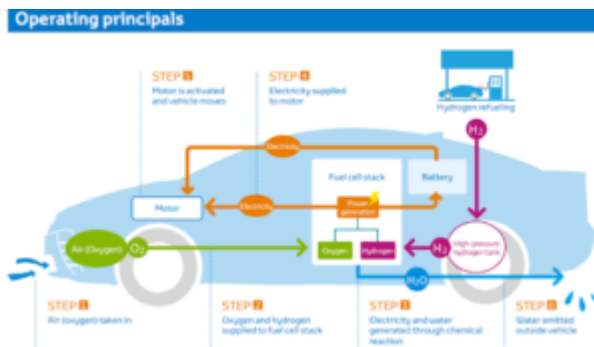 Operating principals
STEP 5
Motor is activated
and vehicle moves
STEP 4
Electricity supplied
to motor
Hydrogen refueling
H2
Electricity
Fuel cell stack
Battery
Motor
Electricity
Power
generation
Air (Oxygen)
O2
Oxygen
Hydrogen
H2
High-pressure
hydrogen tank
H2O
STEP 1
Air (oxygen) taken in
STEP 2
Oxygen and hydrogen
supplied to fuel cell stack
STEP 3
Electricity and water
generated through chemical
reaction
STEP 6
Water emitted
outside vehicle